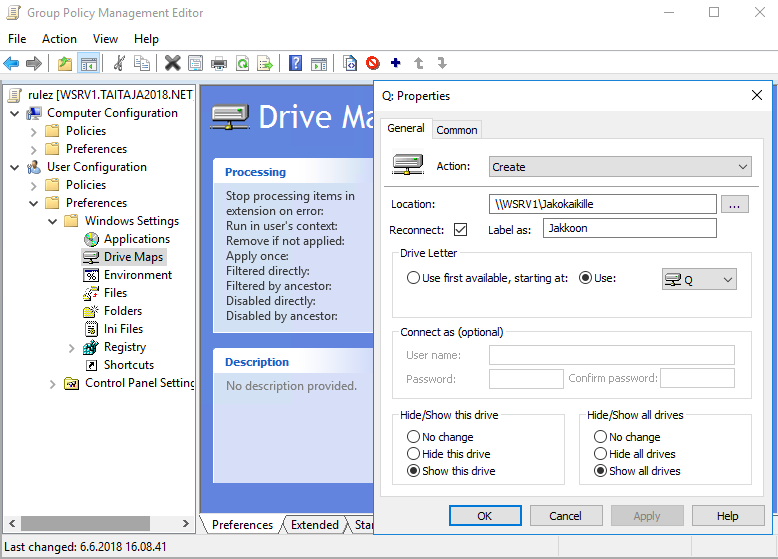 Group Policy Management Editor
File Action View Help
rulez [WSRV1.TAITAJA2018.NET
Computer Configuration
Policies
Preferences
User Configuration
Policies
Preferences
Windows Settings
Applications
Drive Maps
Environment
Files
Folders
Ini Files
Registry
Shortcuts
Control Panel Setting
Drive Ma
Processing
Stop processing items in
extension on error:
Run in user's context:
Remove if not applied:
Apply once:
Filtered directly:
Filtered by ancestor:
Disabled directly:
Disabled by ancestor:
Description
No description provided.
Preferences Extended Stan
Q: Properties
General Common
Action: Create
Location: \\WSRV1\Jakokaikille ...
Reconnect: Label as: Jakkoon
Drive Letter
Use first available, starting at: Use: Q
Connect as (optional)
User name:
Password: Confirm password:
Hide/Show this drive
No change
Hide this drive
Show this drive
Hide/Show all drives
No change
Hide all drives
Show all drives
OK Cancel Apply Help
Last changed: 6.6.2018 16.08.41